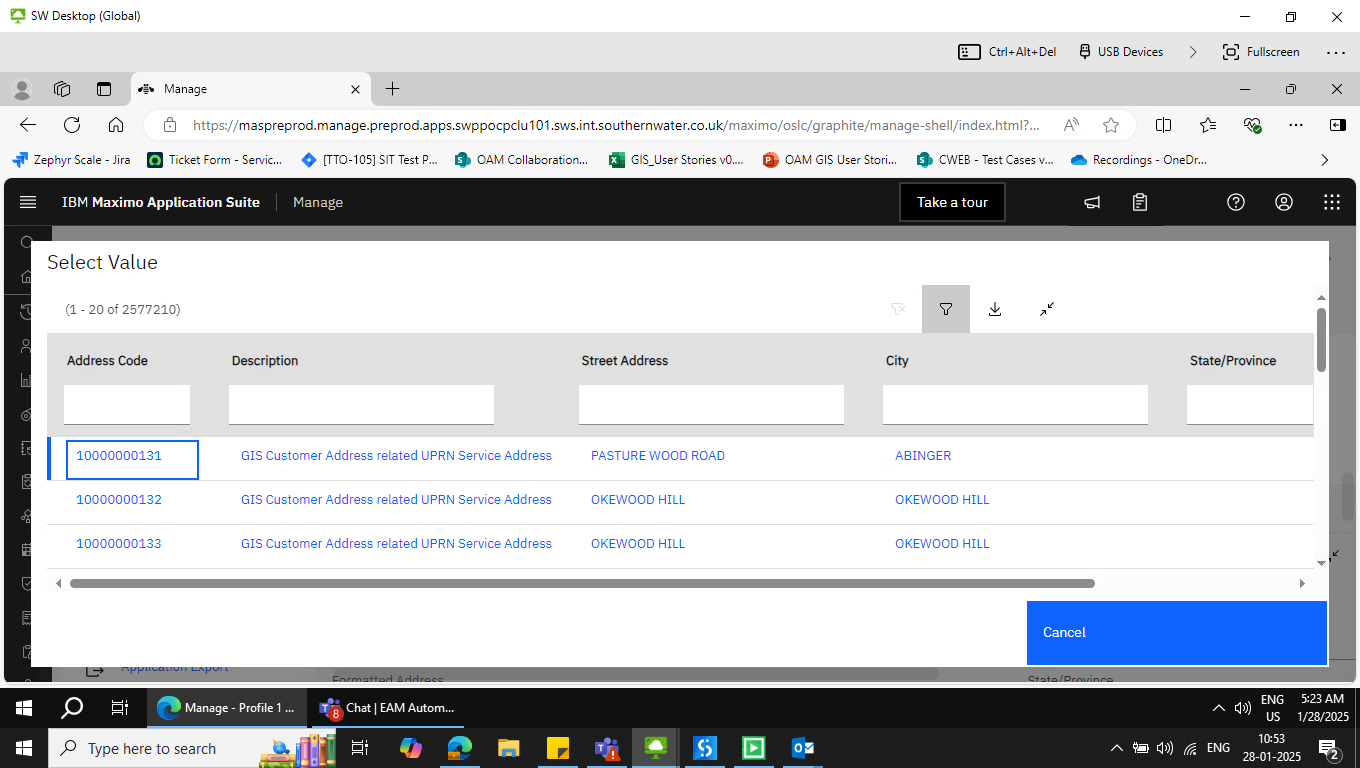 SW Desktop (Global)
Ctrl+Alt+Del USB Devices Fullscreen
Manage
https://maspreprod.manage.preprod.apps.swppocpclu101.sws.int.southernwater.co.uk/maximo/oslc/graphite/manage-shell/index.html?...
Zephyr Scale - Jira Ticket Form - Servic... [TTO-105] SIT Test P... OAM Collaboration... GIS_User Stories v0.... OAM GIS User Stori... CWEB - Test Cases v... Recordings - OneDr...
IBM Maximo Application Suite Manage Take a tour
Select Value
(1 - 20 of 2577210)
Address Code Description Street Address City State/Province
10000000131 GIS Customer Address related UPRN Service Address PASTURE WOOD ROAD ABINGER
10000000132 GIS Customer Address related UPRN Service Address OKEWOOD HILL OKEWOOD HILL
10000000133 GIS Customer Address related UPRN Service Address OKEWOOD HILL OKEWOOD HILL
Cancel
Application Export
Formatted Address State/Province
Manage - Profile 1 ... 8 Chat | EAM Autom... ENG US 5:23 AM 1/28/2025
Type here to search ENG 10:53 28-01-2025 2